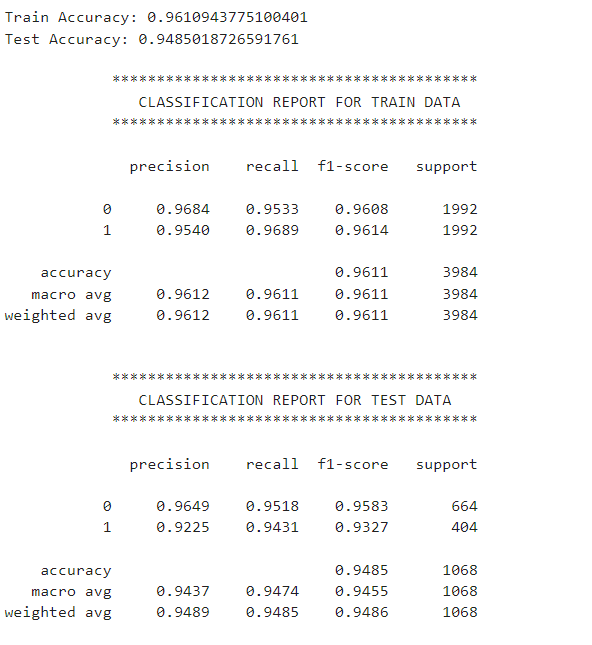 Train Accuracy: 0.9610943775100401
Test Accuracy: 0.9485018726591761
*****************************************
CLASSIFICATION REPORT FOR TRAIN DATA
*****************************************
precision recall f1-score support
0 0.9684 0.9533 0.9608 1992
1 0.9540 0.9689 0.9614 1992
accuracy 0.9611 3984
macro avg 0.9612 0.9611 0.9611 3984
weighted avg 0.9612 0.9611 0.9611 3984
*****************************************
CLASSIFICATION REPORT FOR TEST DATA
*****************************************
precision recall f1-score support
0 0.9649 0.9518 0.9583 664
1 0.9225 0.9431 0.9327 404
accuracy 0.9485 1068
macro avg 0.9437 0.9474 0.9455 1068
weighted avg 0.9489 0.9485 0.9486 1068